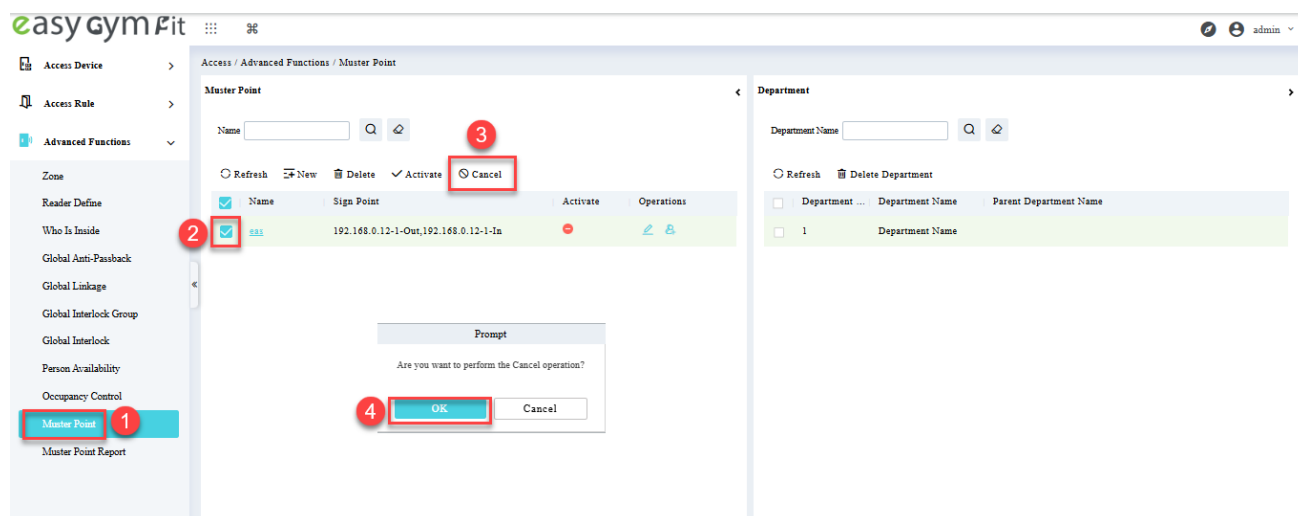 easy Gym Fit
admin
Access Device
Access Rule
Advanced Functions
Zone
Reader Define
Who Is Inside
Global Anti-Passback
Global Linkage
Global Interlock Group
Global Interlock
Person Availability
Occupancy Control
Muster Point
1
Muster Point Report
Access / Advanced Functions / Muster Point
Muster Point
Name
3
Refresh New Delete Activate Cancel
Name Sign Point Activate Operations
2
eas 192.168.0.12-1-Out,192.168.0.12-1-In
Prompt
Are you want to perform the Cancel operation?
4
OK Cancel
Department
Department Name
Refresh Delete Department
Department ... Department Name Parent Department Name
1 Department Name